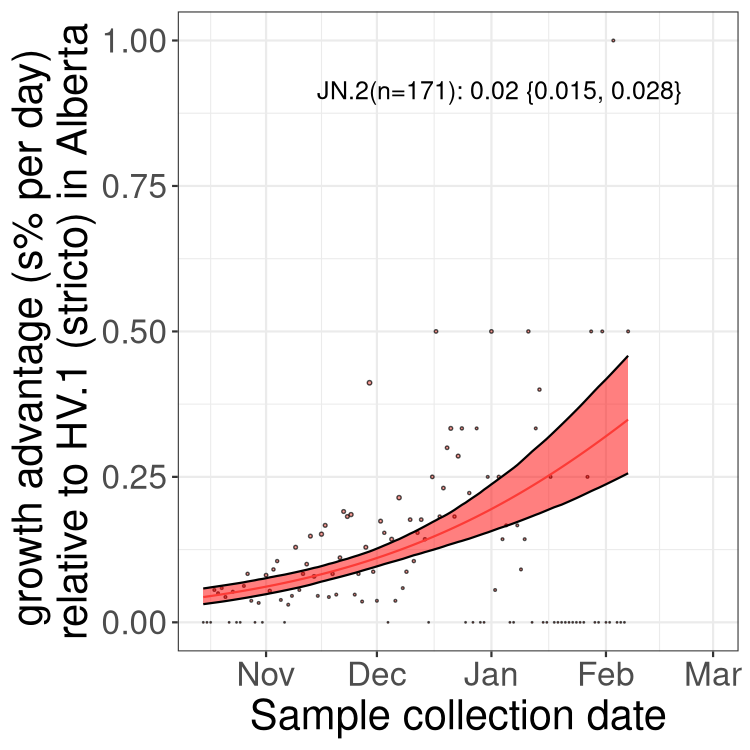 growth advantage (s% per day)
relative to HV.1 (stricto) in Alberta
1.00
JN.2(n=171): 0.02 {0.015, 0.028}
0.75
0.50
0.25
0.00
Nov Dec Jan Feb Mar
Sample collection date